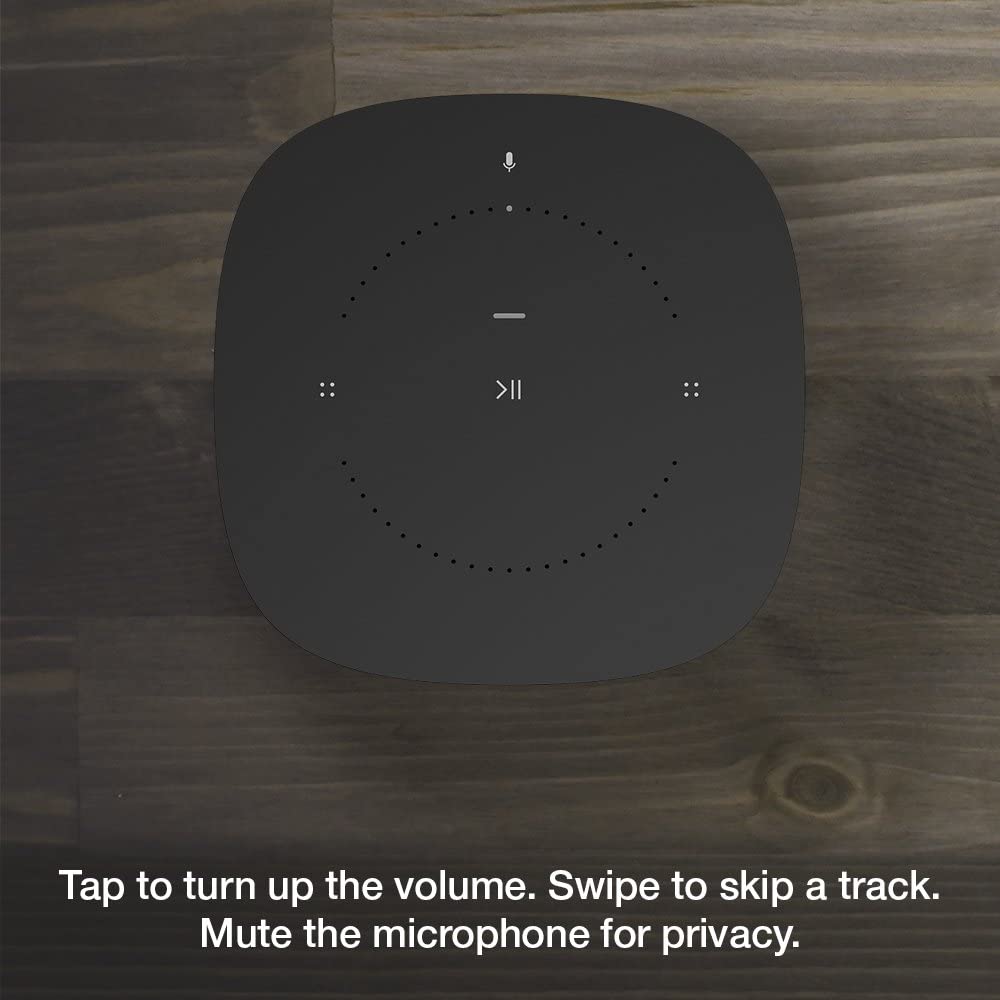 Tap to turn up the volume. Swipe to skip a track.
Mute the microphone for privacy.